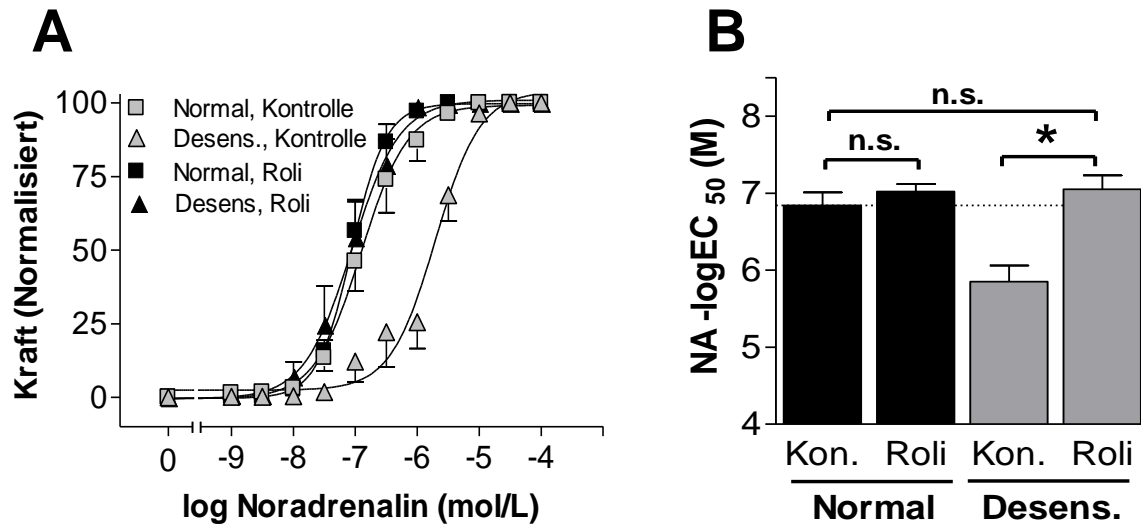 A
Kraft (Normalisiert)
100
75
50
25
0
Normal, Kontrolle
Desens., Kontrolle
Normal, Roli
Desens, Roli
0 -9 -8 -7 -6 -5 -4
log Noradrenalin (mol/L)
B
NA -logEC 50 (M)
8
7
6
5
4
n.s.
n.s.
*
Kon. Roli Kon. Roli
Normal Desens.